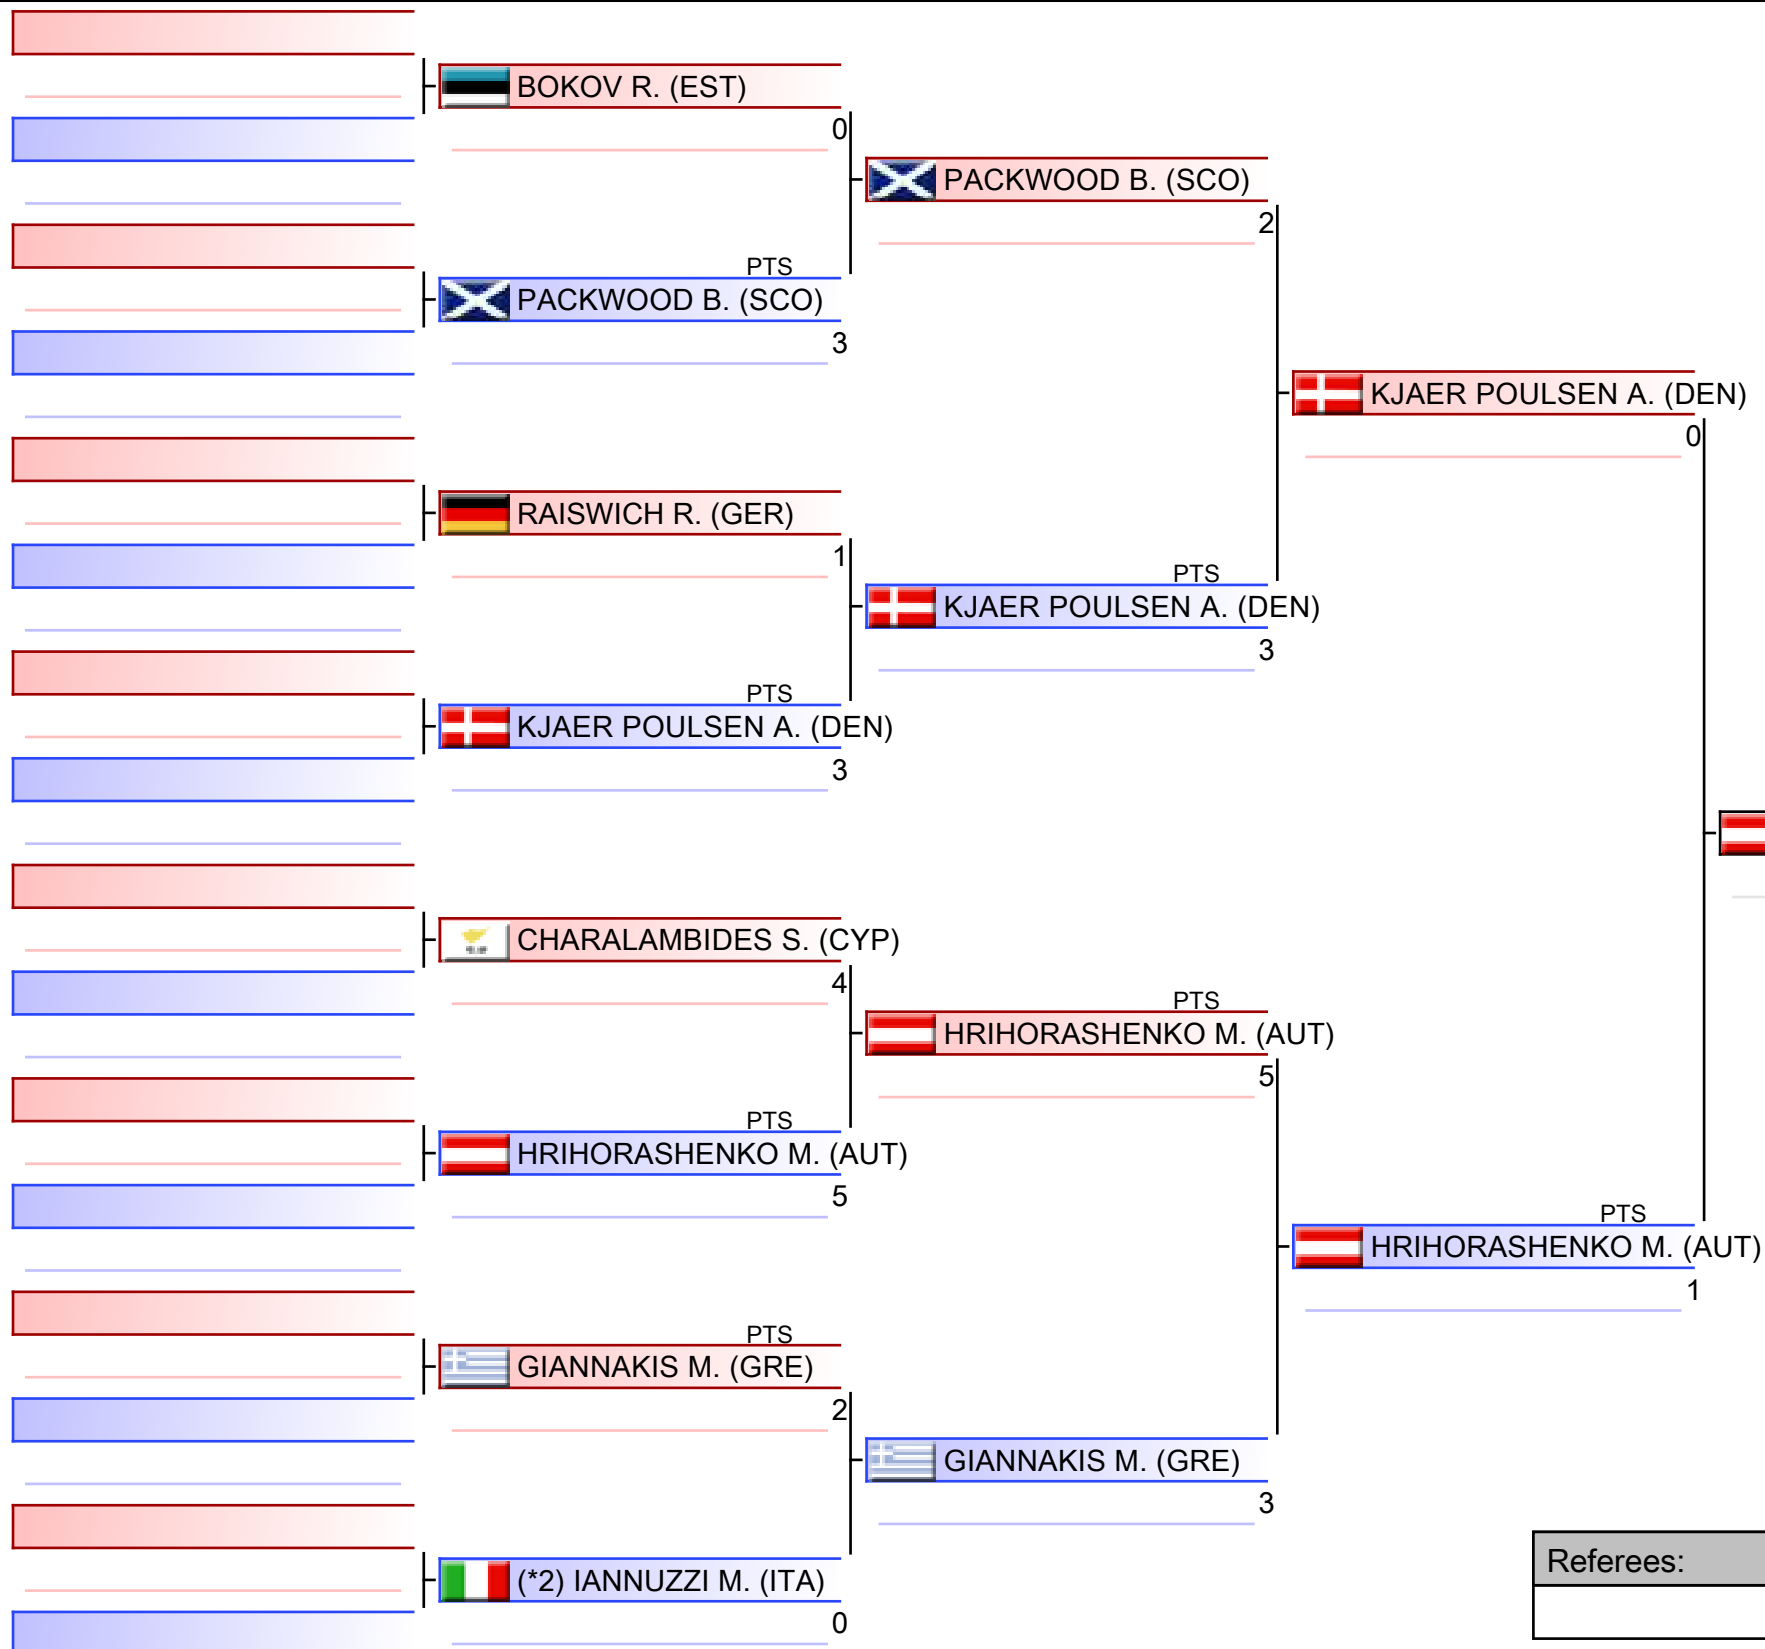 BOKOV R. (EST)
0
PACKWOOD B. (SCO)
2
PTS
PACKWOOD B. (SCO)
3
KJAER POULSEN A. (DEN)
0
RAISWICH R. (GER)
1
PTS
KJAER POULSEN A. (DEN)
3
PTS
KJAER POULSEN A. (DEN)
3
CHARALAMBIDES S. (CYP)
4
PTS
HRIHORASHENKO M. (AUT)
5
PTS
HRIHORASHENKO M. (AUT)
5
PTS
HRIHORASHENKO M. (AUT)
1
PTS
GIANNAKIS M. (GRE)
2
GIANNAKIS M. (GRE)
3
(*2) IANNUZZI M. (ITA)
0
Referees: